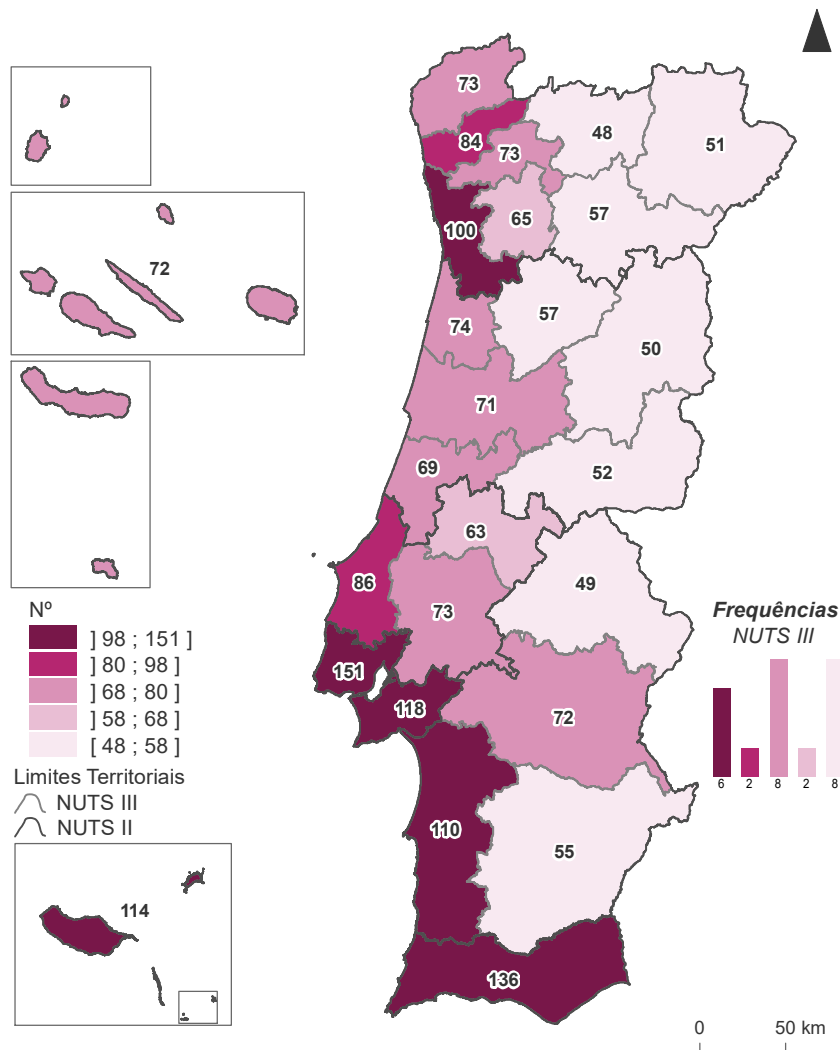 73
84
73
48
51
100
65
57
72
74
57
50
71
69
52
63
86
73
49
151
118
72
110
55
114
136
Nº
] 98 ; 151 ]
] 80 ; 98 ]
] 68 ; 80 ]
] 58 ; 68 ]
[ 48 ; 58 ]
Limites Territoriais
NUTS III
NUTS II
Frequências
NUTS III
6 2 8 2 8
0 50 km